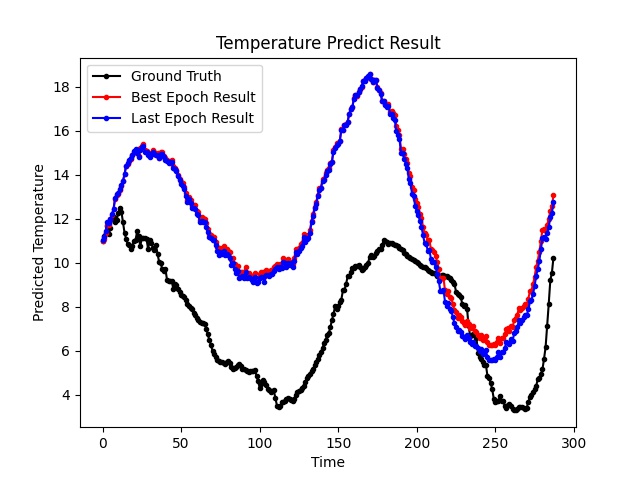 Temperature Predict Result
Ground Truth
Best Epoch Result
Last Epoch Result
Predicted Temperature
18
16
14
12
10
8
6
4
0 50 100 150 200 250 300
Time